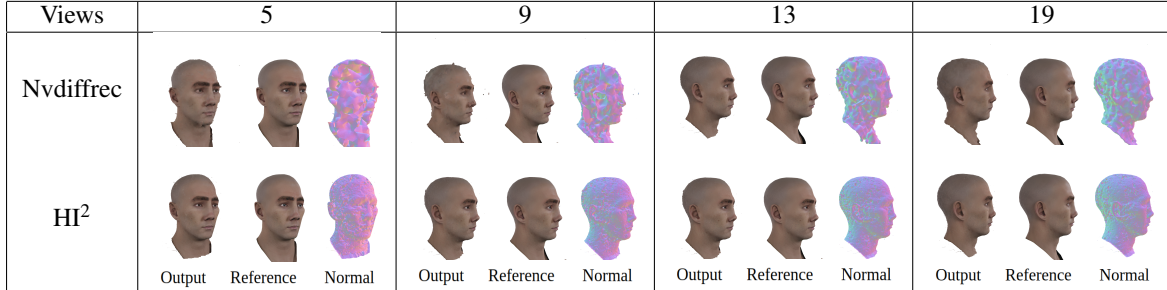 Views 5 9 13 19
Nvdiffrec
HI²
Output Reference Normal Output Reference Normal Output Reference Normal Output Reference Normal